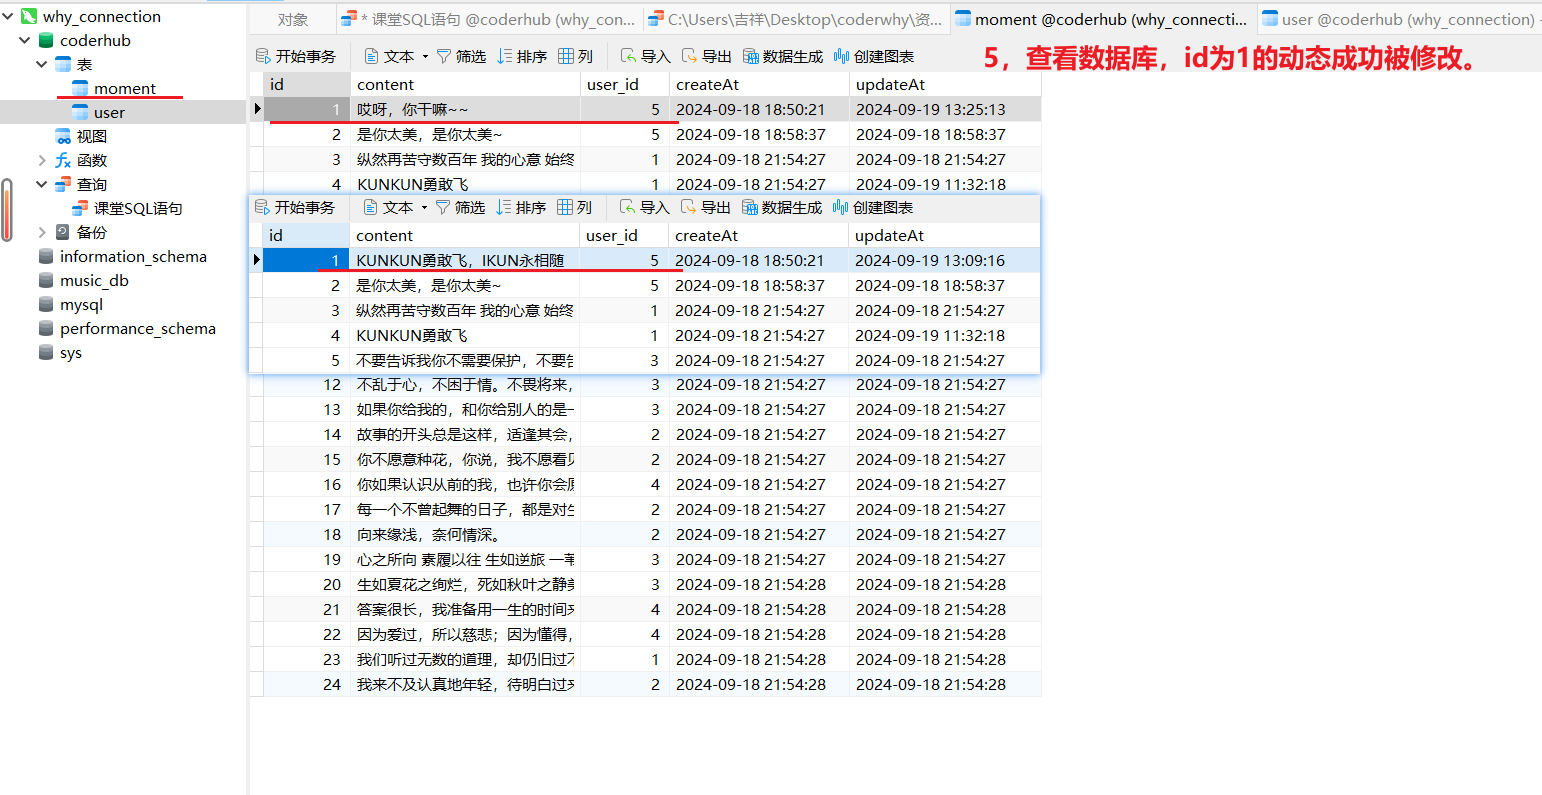 why_connection
coderhub
表
moment
user
视图
函数
查询
课堂SQL语句
备份
information_schema
music_db
mysql
performance_schema
sys
对象
* 课堂SQL语句 @coderhub (why_con...
C:\Users\吉祥\Desktop\coderwhy\资...
moment @coderhub (why_connecti...
user @coderhub (why_connection)
开始事务 文本 筛选 排序 列 导入 导出 数据生成 创建图表
5，查看数据库，id为1的动态成功被修改。
id content user_id createAt updateAt
1 哎呀，你干嘛~~ 5 2024-09-18 18:50:21 2024-09-19 13:25:13
2 是你太美，是你太美~ 5 2024-09-18 18:58:37 2024-09-18 18:58:37
3 纵然再苦守数百年 我的心意 始终 1 2024-09-18 21:54:27 2024-09-18 21:54:27
4 KUNKUN勇敢飞 1 2024-09-18 21:54:27 2024-09-19 11:32:18
开始事务 文本 筛选 排序 列 导入 导出 数据生成 创建图表
id content user_id createAt updateAt
1 KUNKUN勇敢飞，IKUN永相随 5 2024-09-18 18:50:21 2024-09-19 13:09:16
2 是你太美，是你太美~ 5 2024-09-18 18:58:37 2024-09-18 18:58:37
3 纵然再苦守数百年 我的心意 始终 1 2024-09-18 21:54:27 2024-09-18 21:54:27
4 KUNKUN勇敢飞 1 2024-09-18 21:54:27 2024-09-19 11:32:18
5 不要告诉我你不需要保护，不要 3 2024-09-18 21:54:27 2024-09-18 21:54:27
12 不乱于心，不困于情。不畏将来， 3 2024-09-18 21:54:27 2024-09-18 21:54:27
13 如果你给我的，和你给别人的是 3 2024-09-18 21:54:27 2024-09-18 21:54:27
14 故事的开头总是这样，适逢其会， 2 2024-09-18 21:54:27 2024-09-18 21:54:27
15 你不愿意种花，你说，我不愿看 2 2024-09-18 21:54:27 2024-09-18 21:54:27
16 你如果认识从前的我，也许你会 4 2024-09-18 21:54:27 2024-09-18 21:54:27
17 每一个不曾起舞的日子，都是对 2 2024-09-18 21:54:27 2024-09-18 21:54:27
18 向来缘浅，奈何情深。 2 2024-09-18 21:54:27 2024-09-18 21:54:27
19 心之所向 素履以往 生如逆旅 一 3 2024-09-18 21:54:27 2024-09-18 21:54:27
20 生如夏花之绚烂，死如秋叶之静 3 2024-09-18 21:54:28 2024-09-18 21:54:28
21 答案很长，我准备用一生的时间 4 2024-09-18 21:54:28 2024-09-18 21:54:28
22 因为爱过，所以慈悲；因为懂得， 4 2024-09-18 21:54:28 2024-09-18 21:54:28
23 我们听过无数的道理，却仍旧过 1 2024-09-18 21:54:28 2024-09-18 21:54:28
24 我来不及认真地年轻，待明白过 2 2024-09-18 21:54:28 2024-09-18 21:54:28